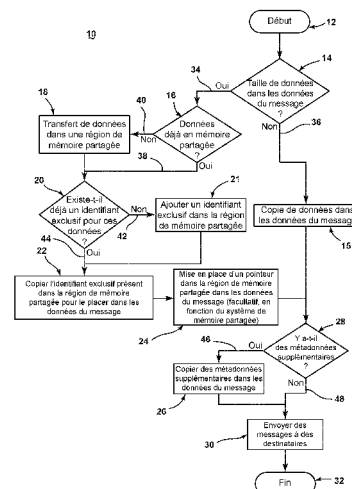 10
Début
12
14
34
Oui
Taille de données
dans les données
du message
?
Non
36
18
Transfert de données
dans une région de
mémoire partagée
40
16
Non
Données
déjà en mémoire
partagée
?
38
Oui
20
Existe-t-il
déjà un identifiant
exclusif pour ces
données
?
Non
42
21
Ajouter un identifiant
exclusif dans la région
de mémoire partagée
Copie de données dans
les données du message
15
44
Oui
22
Copier l'identifiant exclusif présent
dans la région de mémoire
partagée pour le placer dans les
données du message
Mise en place d'un pointeur
dans la région de mémoire
partagée dans les données
du message (facultatif, en
fonction du système de
mémoire partagée)
24
28
Y a-t-il
des métadonnées
supplémentaires
?
46
Oui
Non
48
Copier des métadonnées
supplémentaires dans les
données du message
26
Envoyer des
messages à des
destinataires
30
Fin
32